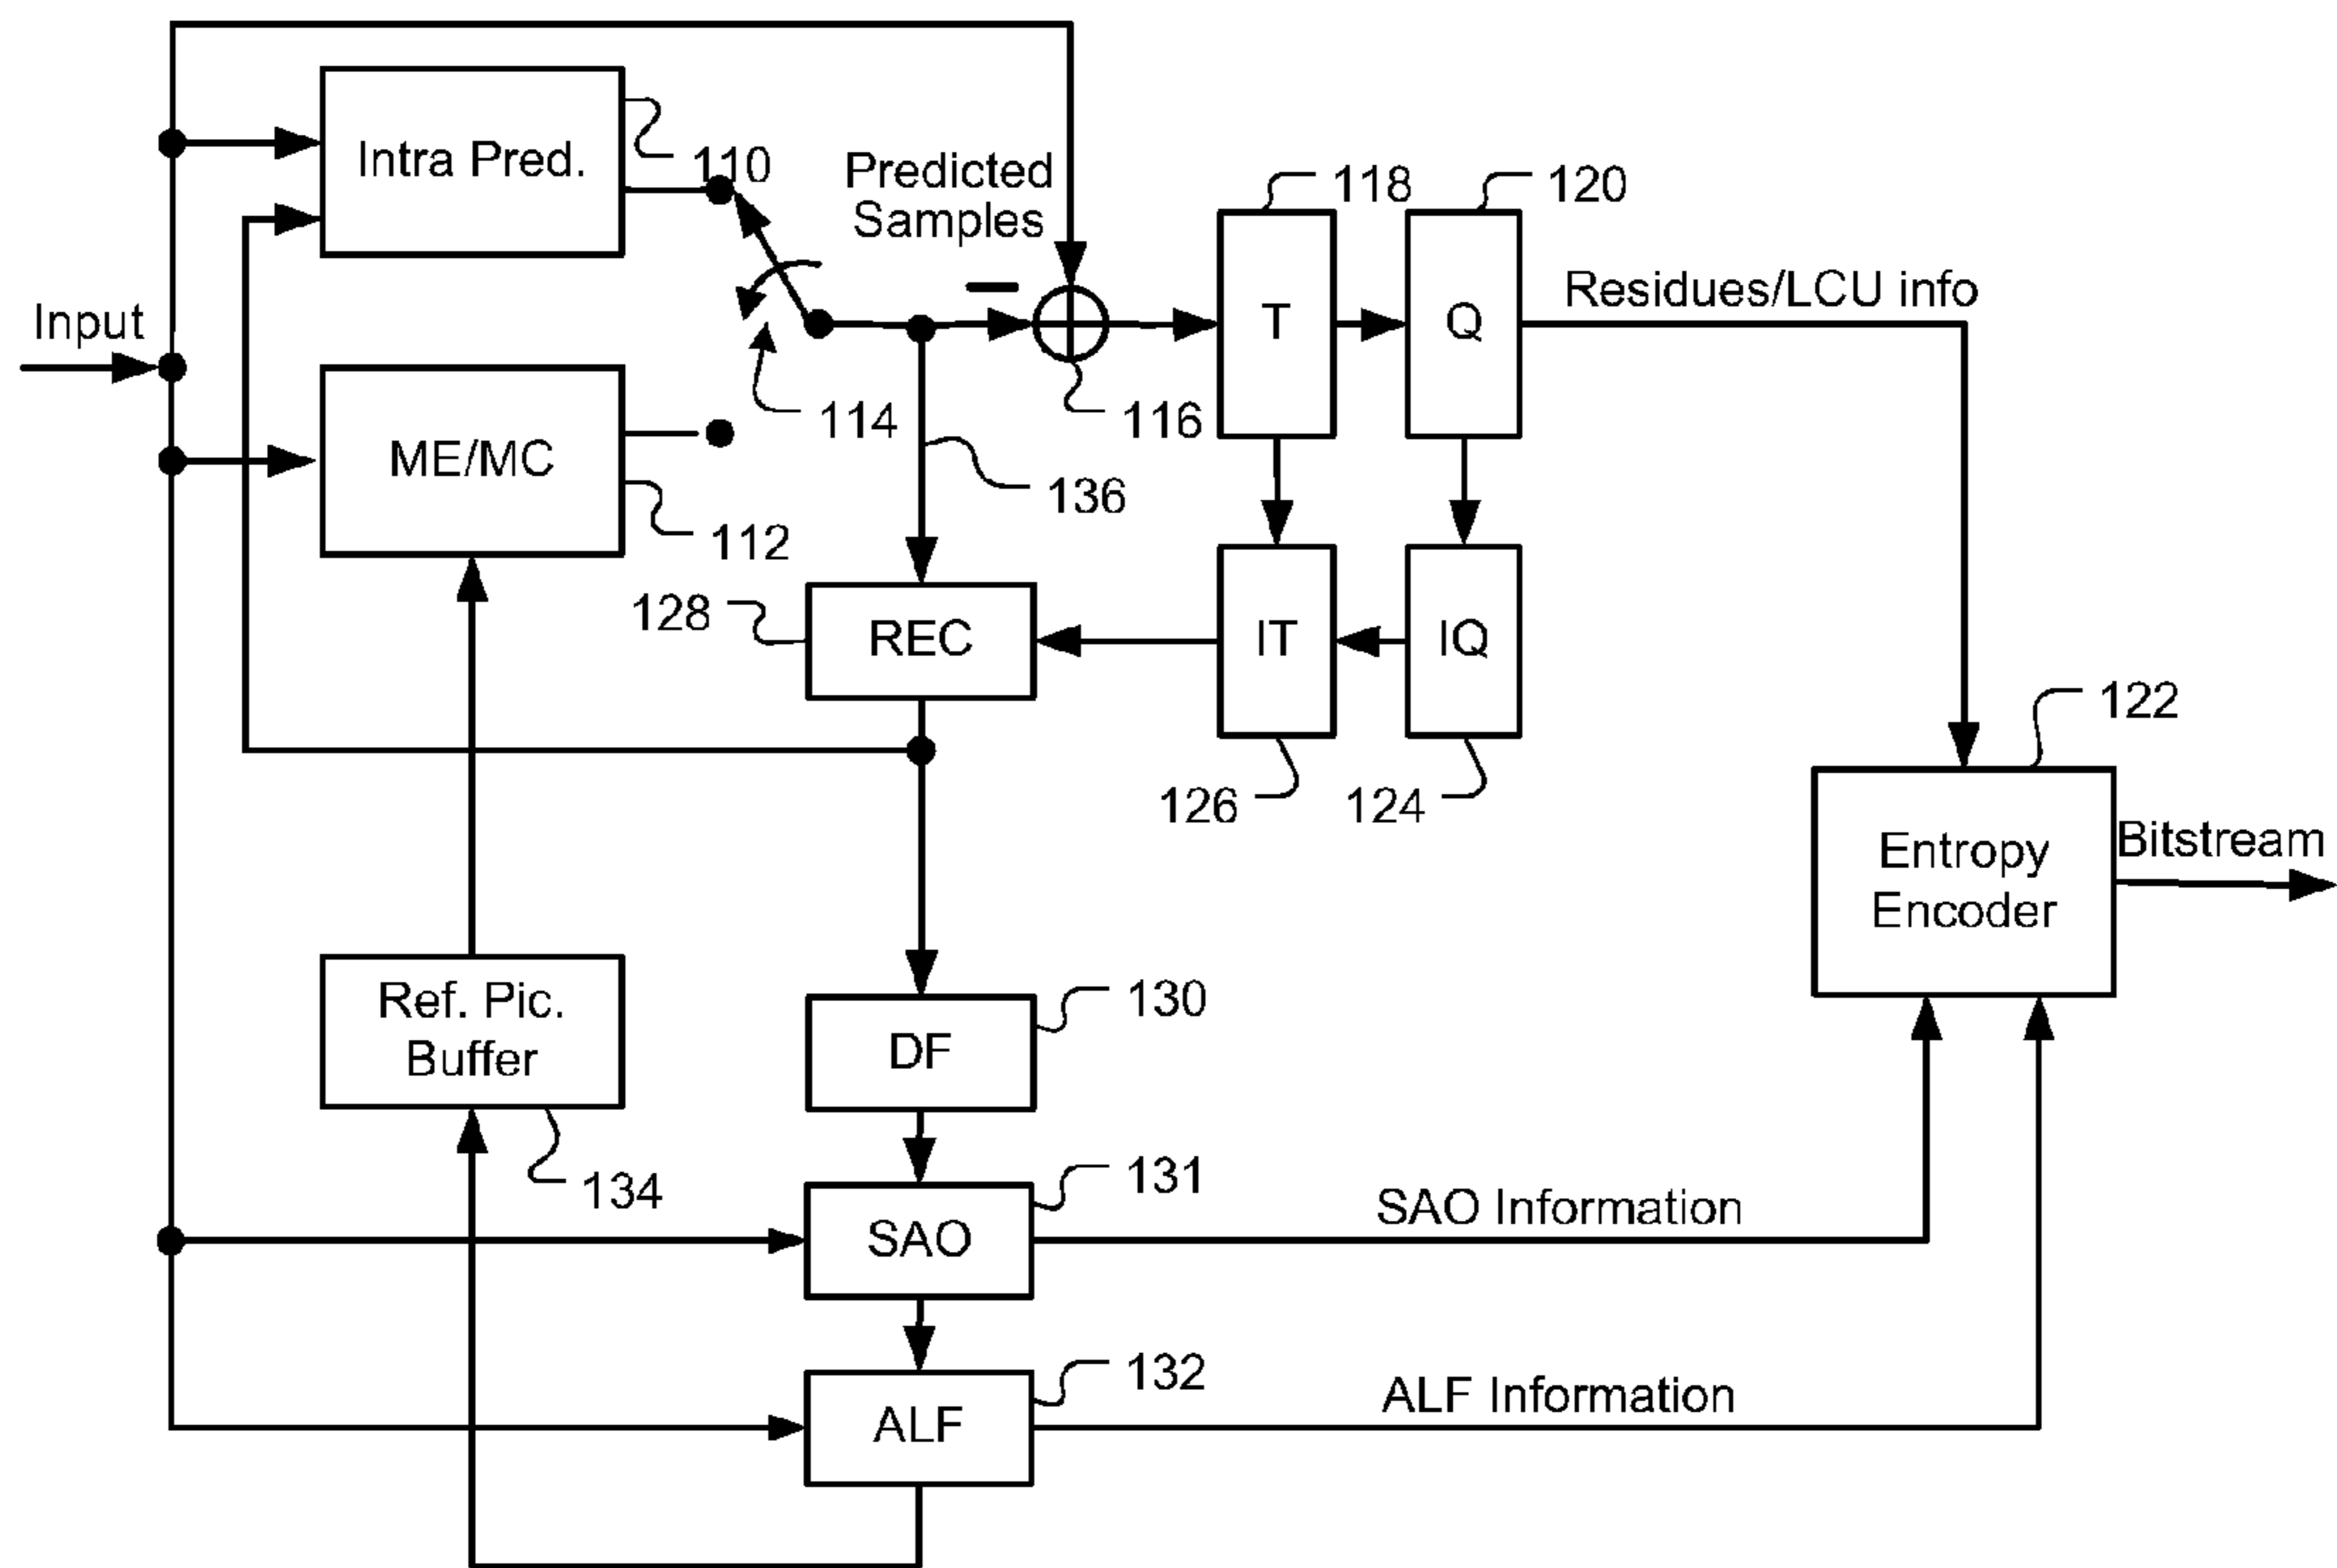 Intra Pred.
110
Predicted
Samples
118
120
Residues/LCU info
Input
T
Q
114
116
ME/MC
136
112
128
REC
IT
IQ
126
124
122
Entropy
Encoder
Bitstream
Ref. Pic.
Buffer
130
DF
134
131
SAO
SAO Information
132
ALF
ALF Information